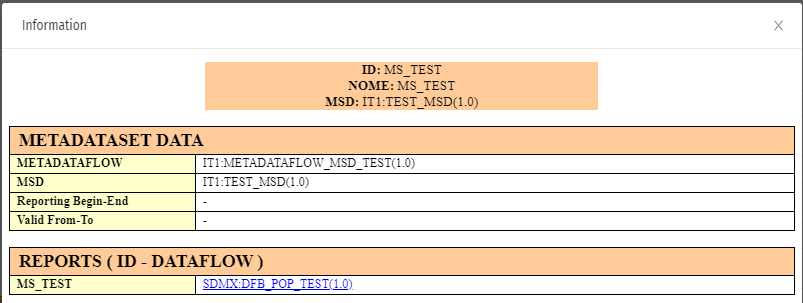 Information
ID: MS_TEST
NOME: MS_TEST
MSD: IT1:TEST_MSD(1.0)
METADATASET DATA
METADATAFLOW IT1:METADATAFLOW_MSD_TEST(1.0)
MSD IT1:TEST_MSD(1.0)
Reporting Begin-End -
Valid From-To -
REPORTS ( ID - DATAFLOW )
MS_TEST SDMX:DFB_POP_TEST(1.0)